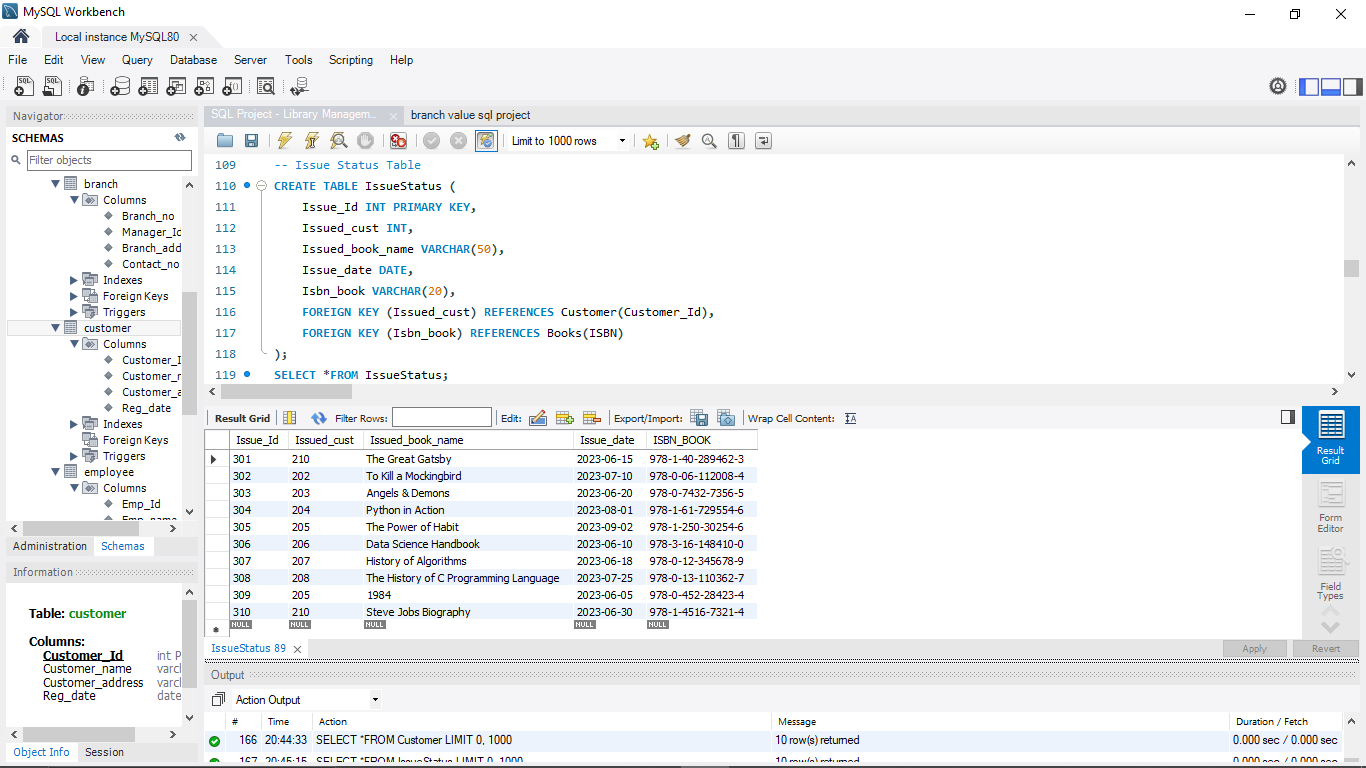 MySQL Workbench
Local instance MySQL80
File Edit View Query Database Server Tools Scripting Help
Navigator
SCHEMAS
Filter objects
branch
Columns
Branch_no
Manager_Id
Branch_add
Contact_no
Indexes
Foreign Keys
Triggers
customer
Columns
Customer_I
Customer_n
Customer_a
Reg_date
Indexes
Foreign Keys
Triggers
employee
Columns
Emp_Id
Emp_name
Administration Schemas
Information
Table: customer
Columns:
Customer_Id int P
Customer_name varch
Customer_address varch
Reg_date date
Object Info Session
SQL Project - Library Managem... branch value sql project
Limit to 1000 rows
109 -- Issue Status Table
110 CREATE TABLE IssueStatus (
111 Issue_Id INT PRIMARY KEY,
112 Issued_cust INT,
113 Issued_book_name VARCHAR(50),
114 Issue_date DATE,
115 Isbn_book VARCHAR(20),
116 FOREIGN KEY (Issued_cust) REFERENCES Customer(Customer_Id),
117 FOREIGN KEY (Isbn_book) REFERENCES Books(ISBN)
118 );
119 SELECT *FROM IssueStatus;
Result Grid Filter Rows: Edit: Export/Import: Wrap Cell Content:
Issue_Id Issued_cust Issued_book_name Issue_date ISBN_BOOK
301 210 The Great Gatsby 2023-06-15 978-1-40-289462-3
302 202 To Kill a Mockingbird 2023-07-10 978-0-06-112008-4
303 203 Angels & Demons 2023-06-20 978-0-7432-7356-5
304 204 Python in Action 2023-08-01 978-1-61-729554-6
305 205 The Power of Habit 2023-09-02 978-1-250-30254-6
306 206 Data Science Handbook 2023-06-10 978-3-16-148410-0
307 207 History of Algorithms 2023-06-18 978-0-12-345678-9
308 208 The History of C Programming Language 2023-07-25 978-0-13-110362-7
309 205 1984 2023-06-05 978-0-452-28423-4
310 210 Steve Jobs Biography 2023-06-30 978-1-4516-7321-4
NULL NULL NULL NULL NULL
Result
Grid
Form
Editor
Field
Types
IssueStatus 89
Apply Revert
Output
Action Output
# Time Action Message Duration / Fetch
166 20:44:33 SELECT *FROM Customer LIMIT 0, 1000 10 row(s) returned 0.000 sec / 0.000 sec
167 20:45:15 SELECT *FROM IssueStatus LIMIT 0, 1000 10 row(s) returned 0.000 sec / 0.000 sec